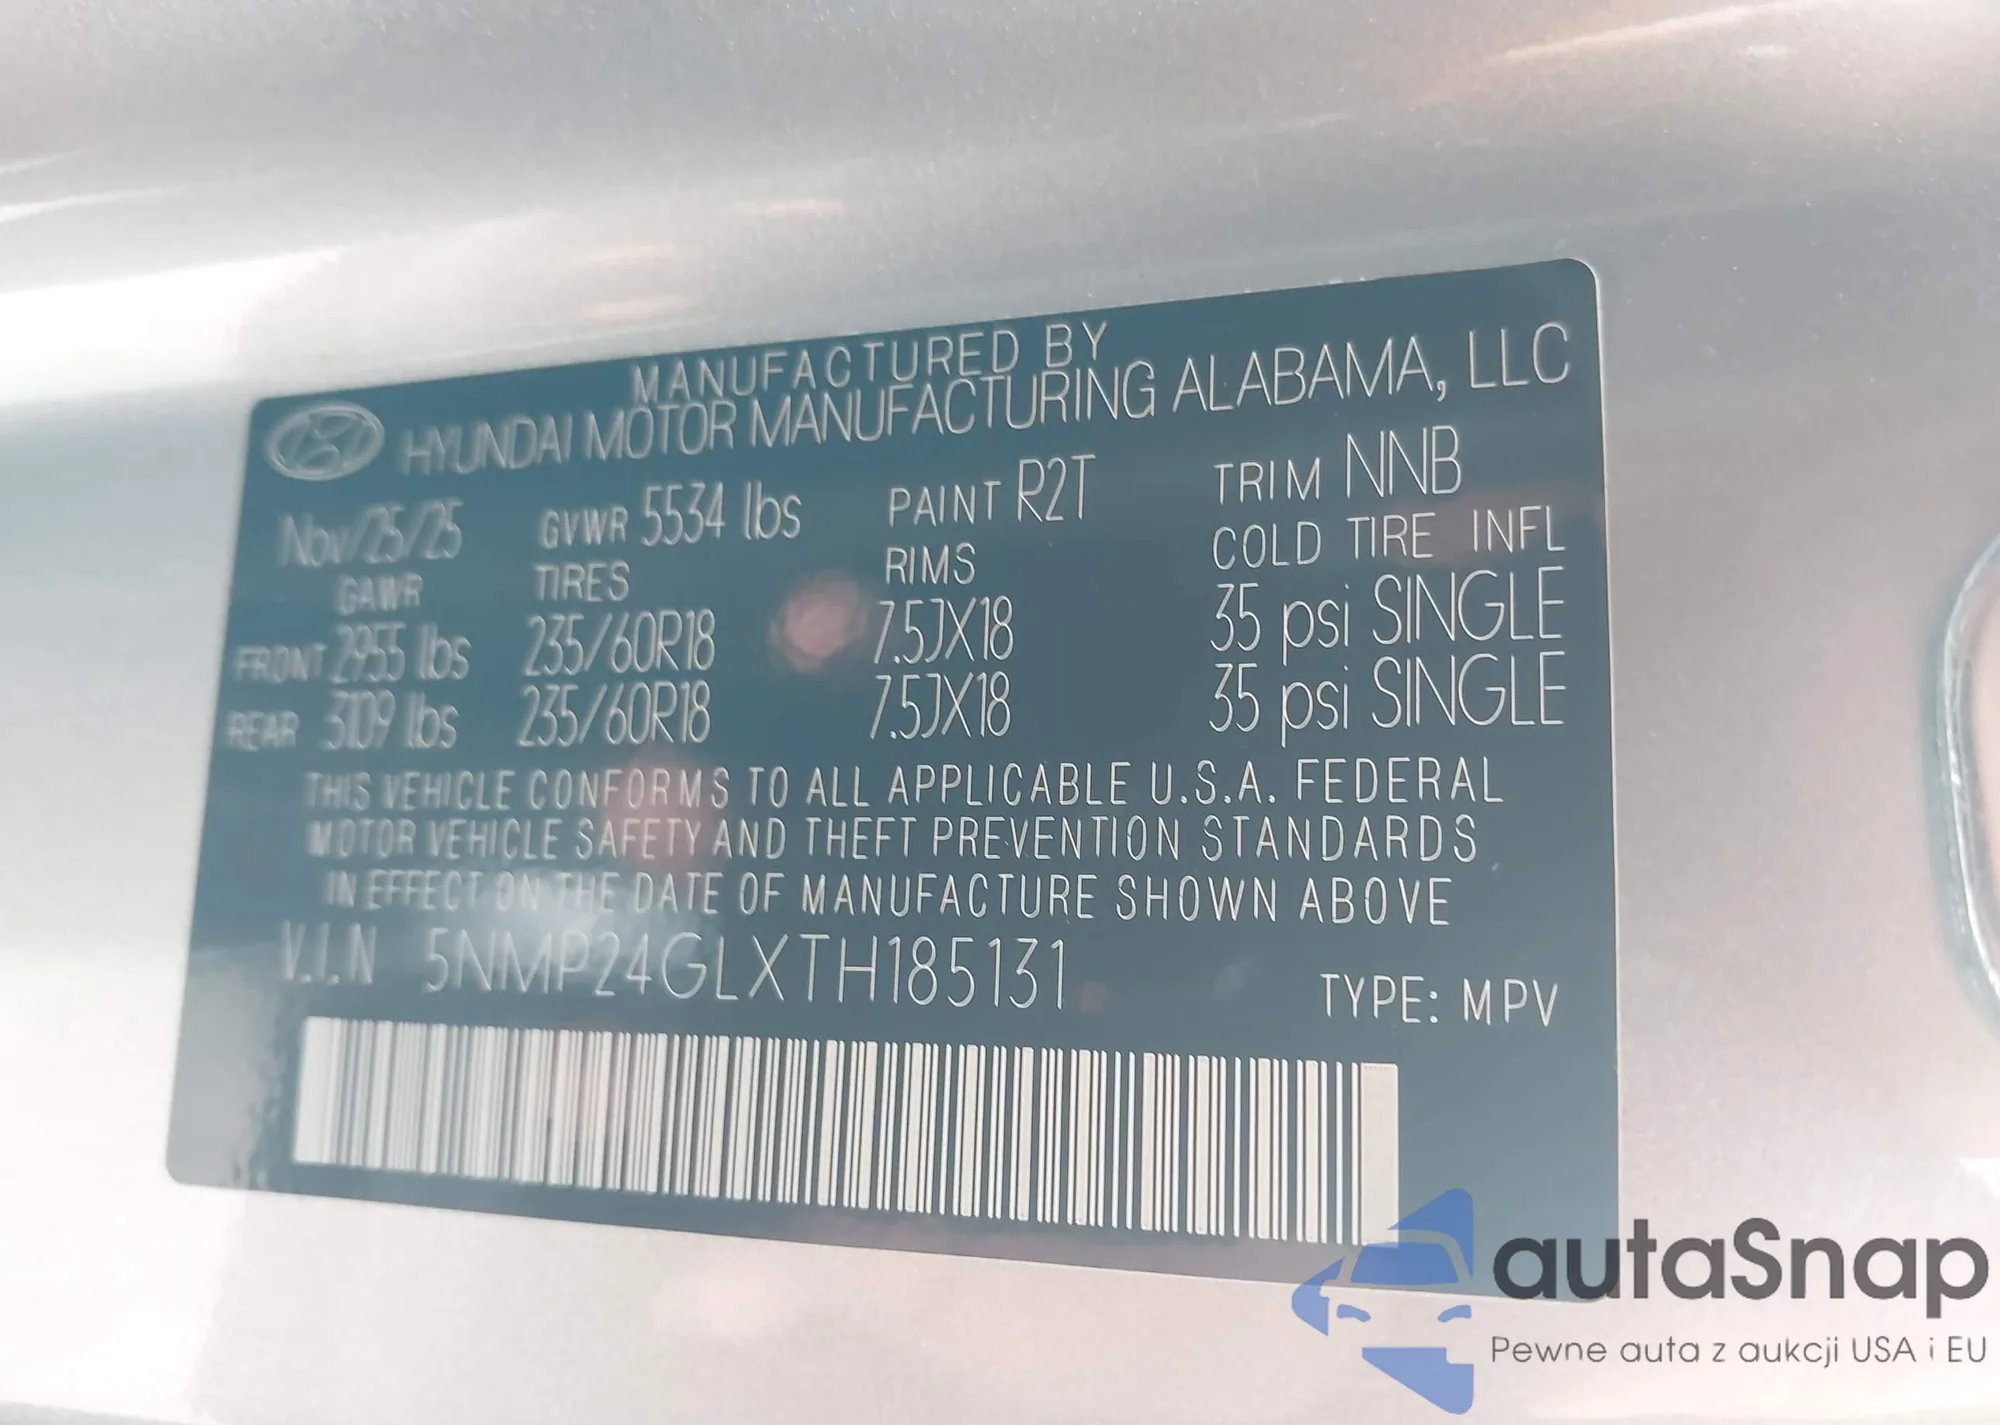 MANUFACTURED BY
HYUNDAI MOTOR MANUFACTURING ALABAMA, LLC
Nov/25/25 GVWR 5534 lbs PAINT R2T TRIM NNB
GAWR TIRES RIMS COLD TIRE INFL
FRONT 2955 lbs 235/60R18 7.5JX18 35 psi SINGLE
REAR 3109 lbs 235/60R18 7.5JX18 35 psi SINGLE
THIS VEHICLE CONFORMS TO ALL APPLICABLE U.S.A. FEDERAL
MOTOR VEHICLE SAFETY AND THEFT PREVENTION STANDARDS
IN EFFECT ON THE DATE OF MANUFACTURE SHOWN ABOVE
V.I.N 5NMP24GLXTH185131 TYPE: MPV
autaSnap
Pewne auta z aukcji USA i EU